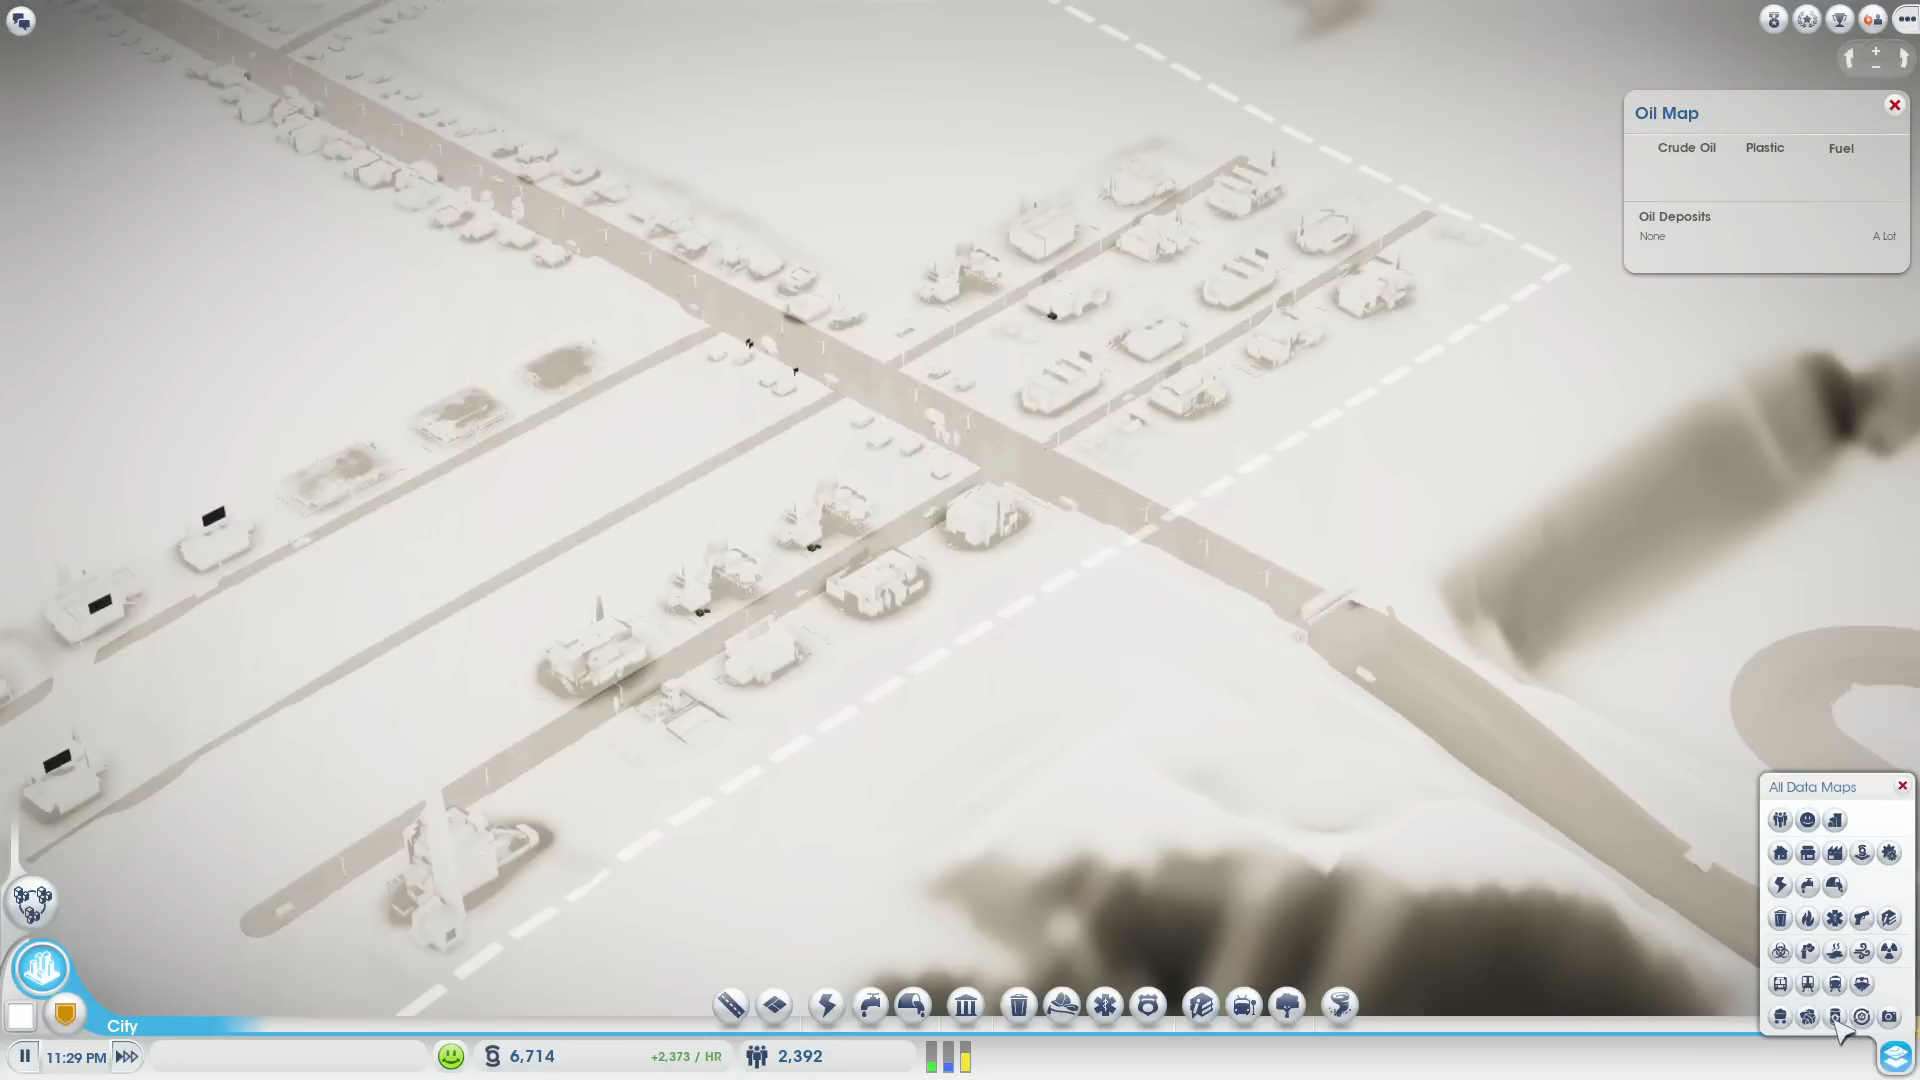 Oil Map
Crude Oil Plastic Fuel
Oil Deposits
None A Lot
All Data Maps
City
11:29 PM 6,714 +2,373 / HR 2,392